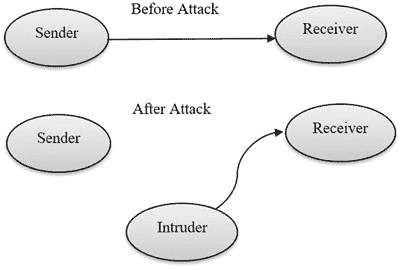 Before Attack
Sender
Receiver
After Attack
Sender
Receiver
Intruder